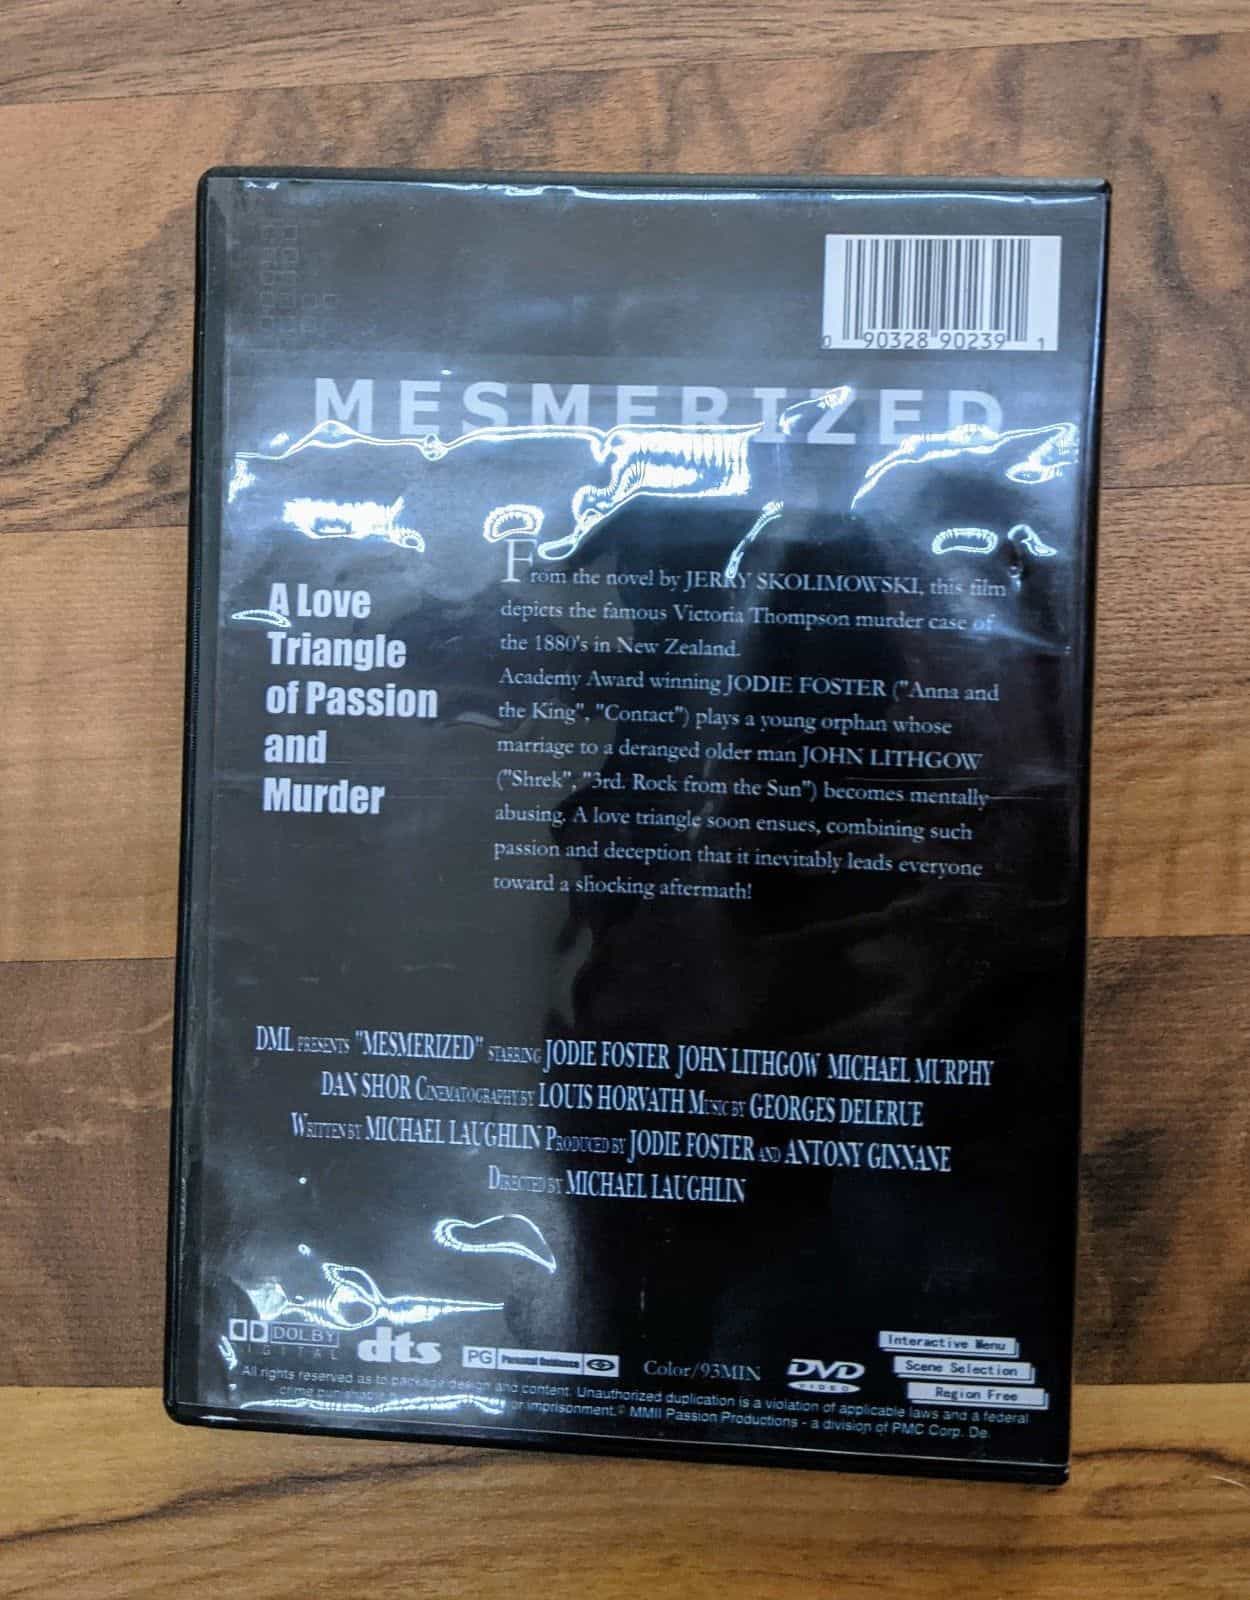 0 90328 90239 1
MESMERIZED
A Love
Triangle
of Passion
and
Murder
From the novel by JERRY SKOLIMOWSKI, this film
depicts the famous Victoria Thompson murder case of
the 1880's in New Zealand.
Academy Award winning JODIE FOSTER ("Anna and
the King", "Contact") plays a young orphan whose
marriage to a deranged older man JOHN LITHGOW
("Shrek", "3rd. Rock from the Sun") becomes mentally
abusing. A love triangle soon ensues, combining such
passion and deception that it inevitably leads everyone
toward a shocking aftermath!
DML PRESENTS "MESMERIZED" STARRING JODIE FOSTER JOHN LITHGOW MICHAEL MURPHY
DAN SHOR CINEMATOGRAPHY BY LOUIS HORVATH MUSIC BY GEORGES DELERUE
WRITTEN BY MICHAEL LAUGHLIN PRODUCED BY JODIE FOSTER AND ANTONY GINNANE
DIRECTED BY MICHAEL LAUGHLIN
DOLBY
DIGITAL
dts
PG Parental Guidance
Color/93MIN
DVD
VIDEO
Interactive Menu
Scene Selection
Region Free
All rights reserved as to package design and content. Unauthorized duplication is a violation of applicable laws and a federal
crime punishable or imprisonment. © MMII Passion Productions - a division of PMC Corp. De.